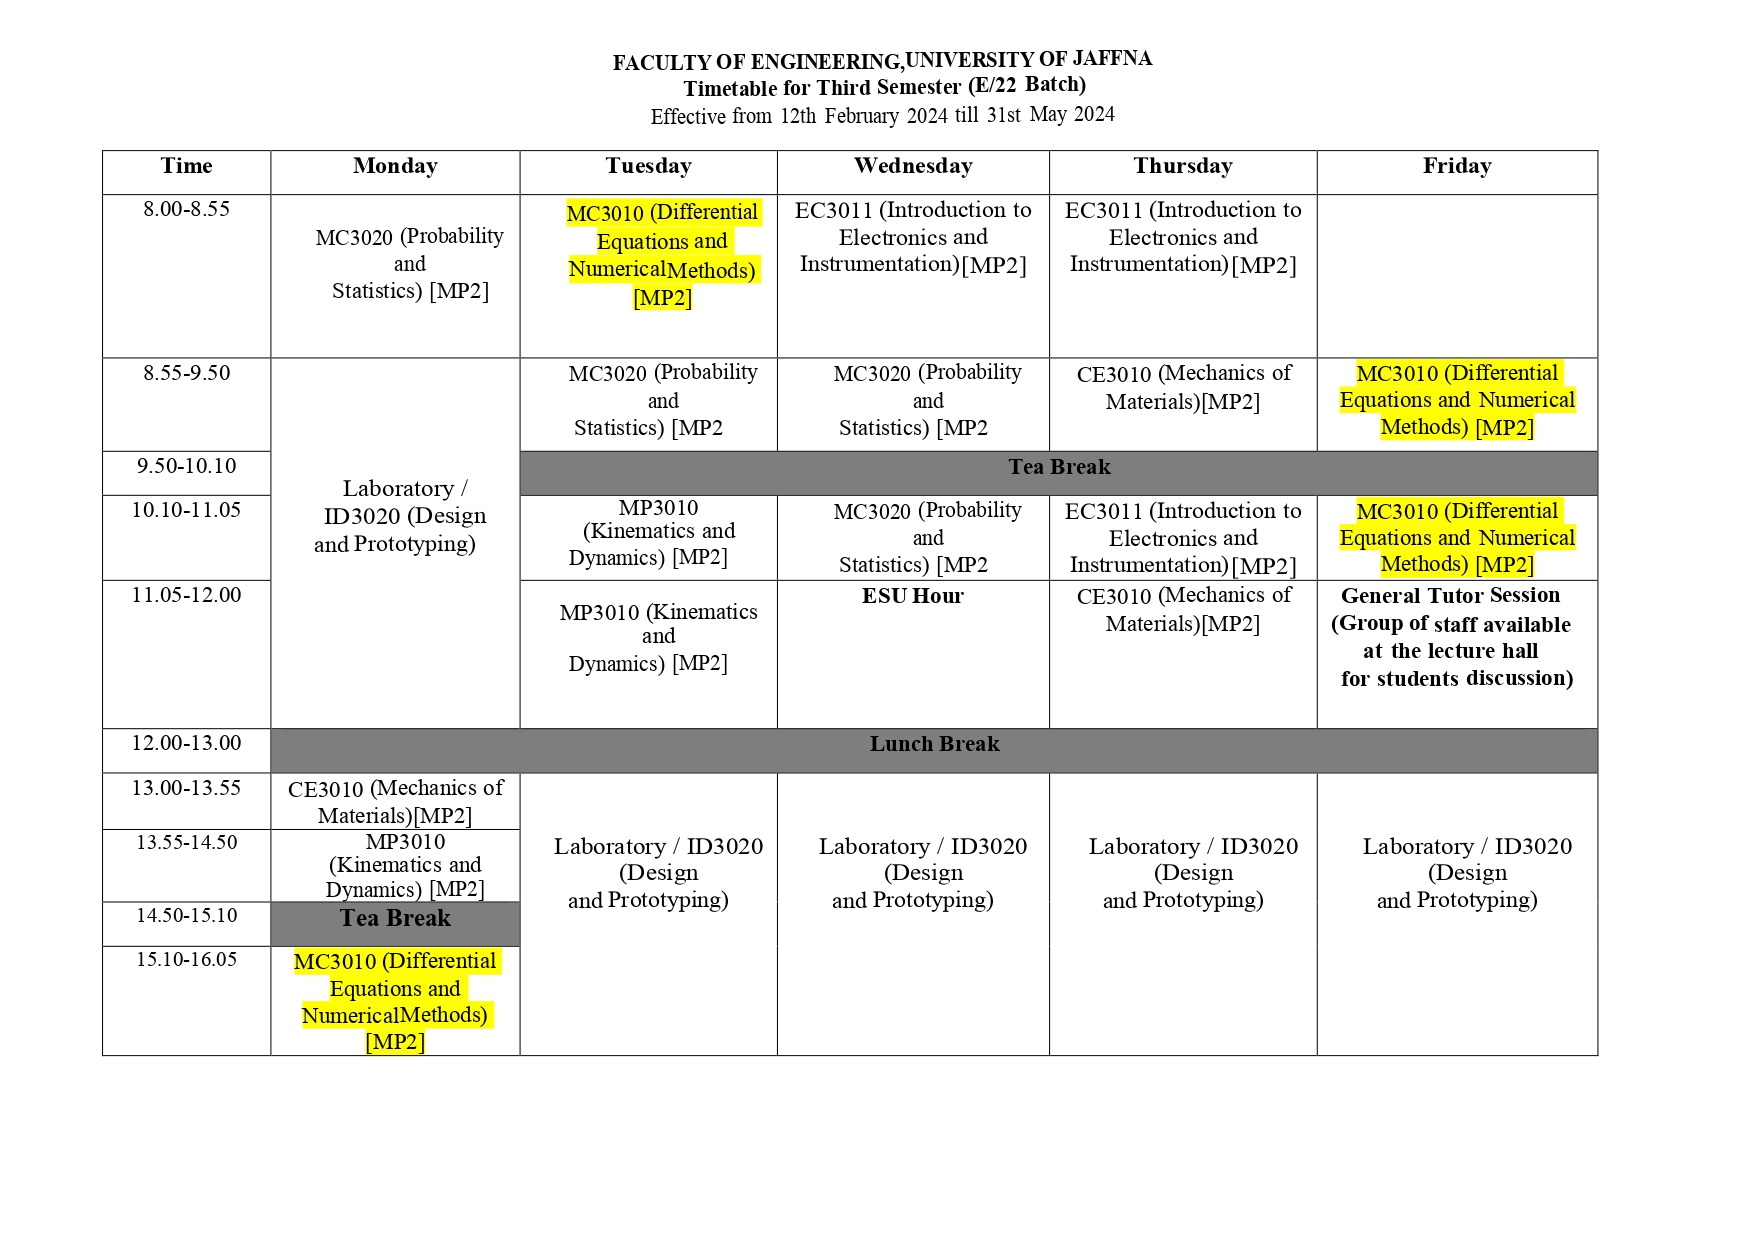 FACULTY OF ENGINEERING,UNIVERSITY OF JAFFNA
Timetable for Third Semester (E/22 Batch)
Effective from 12th February 2024 till 31st May 2024
Time Monday Tuesday Wednesday Thursday Friday
8.00-8.55
MC3020 (Probability
and
Statistics) [MP2]
MC3010 (Differential
Equations and
NumericalMethods)
[MP2]
EC3011 (Introduction to
Electronics and
Instrumentation)[MP2]
EC3011 (Introduction to
Electronics and
Instrumentation)[MP2]
8.55-9.50
Laboratory /
ID3020 (Design
and Prototyping)
MC3020 (Probability
and
Statistics) [MP2
MC3020 (Probability
and
Statistics) [MP2
CE3010 (Mechanics of
Materials)[MP2]
MC3010 (Differential
Equations and Numerical
Methods) [MP2]
9.50-10.10
Tea Break
10.10-11.05
MP3010
(Kinematics and
Dynamics) [MP2]
MC3020 (Probability
and
Statistics) [MP2
EC3011 (Introduction to
Electronics and
Instrumentation)[MP2]
MC3010 (Differential
Equations and Numerical
Methods) [MP2]
11.05-12.00
MP3010 (Kinematics
and
Dynamics) [MP2]
ESU Hour
CE3010 (Mechanics of
Materials)[MP2]
General Tutor Session
(Group of staff available
at the lecture hall
for students discussion)
12.00-13.00
Lunch Break
13.00-13.55
CE3010 (Mechanics of
Materials)[MP2]
Laboratory / ID3020
(Design
and Prototyping)
Laboratory / ID3020
(Design
and Prototyping)
Laboratory / ID3020
(Design
and Prototyping)
Laboratory / ID3020
(Design
and Prototyping)
13.55-14.50
MP3010
(Kinematics and
Dynamics) [MP2]
14.50-15.10
Tea Break
15.10-16.05
MC3010 (Differential
Equations and
NumericalMethods)
[MP2]